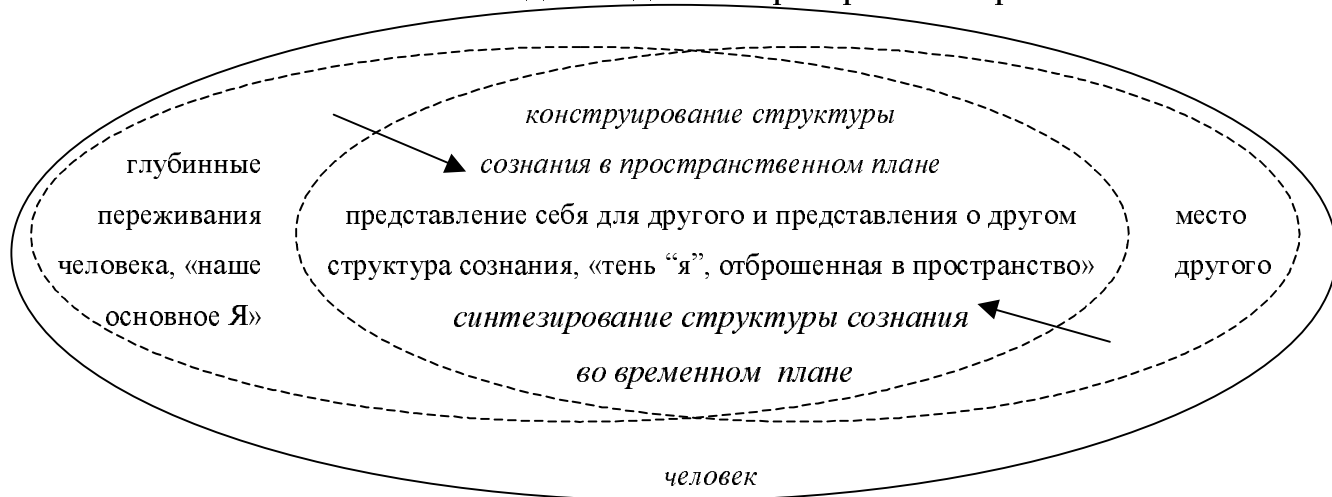 конструирование структуры
глубинные
сознания в пространственном плане
переживания
представление себя для другого и представления о другом
место
человека, «наше
структура сознания, «тень “я”, отброшенная в пространство»
другого
основное Я»
синтезирование структуры сознания
во временном плане
человек